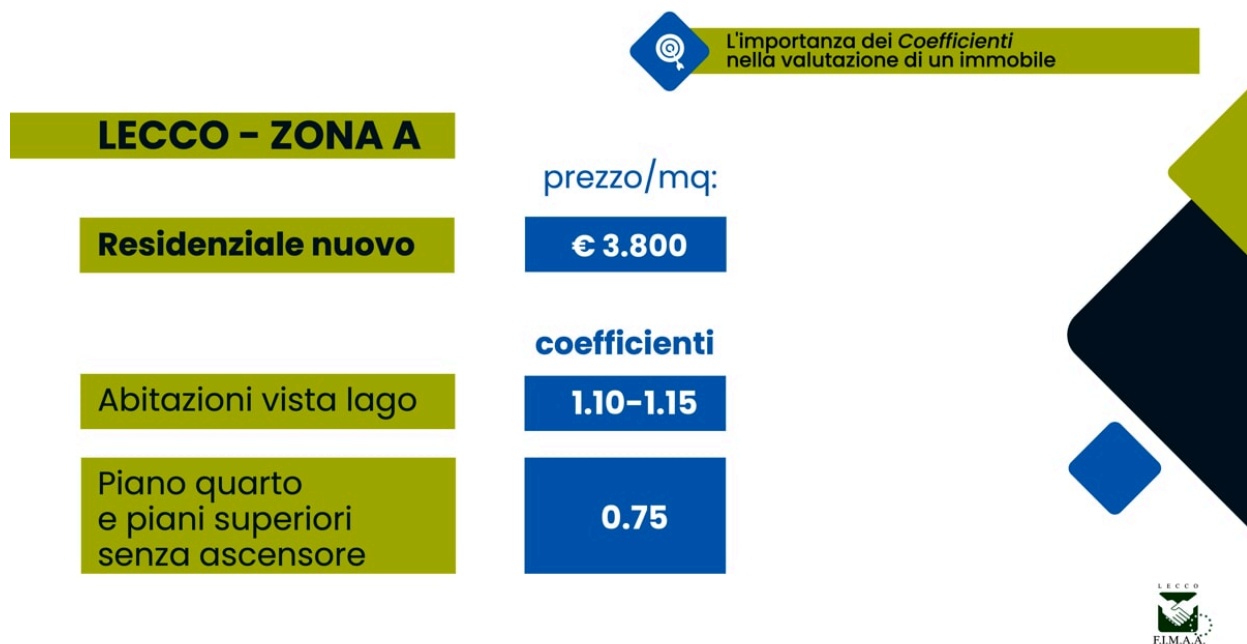 L'importanza dei Coefficienti
nella valutazione di un immobile
LECCO - ZONA A
prezzo/mq:
Residenziale nuovo
€ 3.800
coefficienti
Abitazioni vista lago
1.10-1.15
Piano quarto
e piani superiori
senza ascensore
0.75
LECCO
F.I.M.A.A.